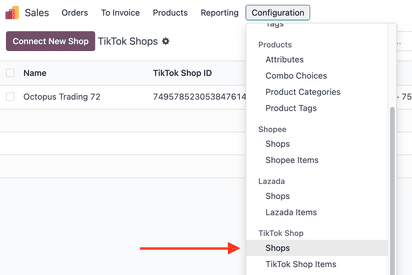 Sales Orders To Invoice Products Reporting Configuration
Connect New Shop TikTok Shops
Name TikTok Shop ID
Octopus Trading 72 749578523053847614 - 75
Tags
Products
Attributes
Combo Choices
Product Categories
Product Tags
Shopee
Shops
Shopee Items
Lazada
Shops
Lazada Items
TikTok Shop
Shops
TikTok Shop Items